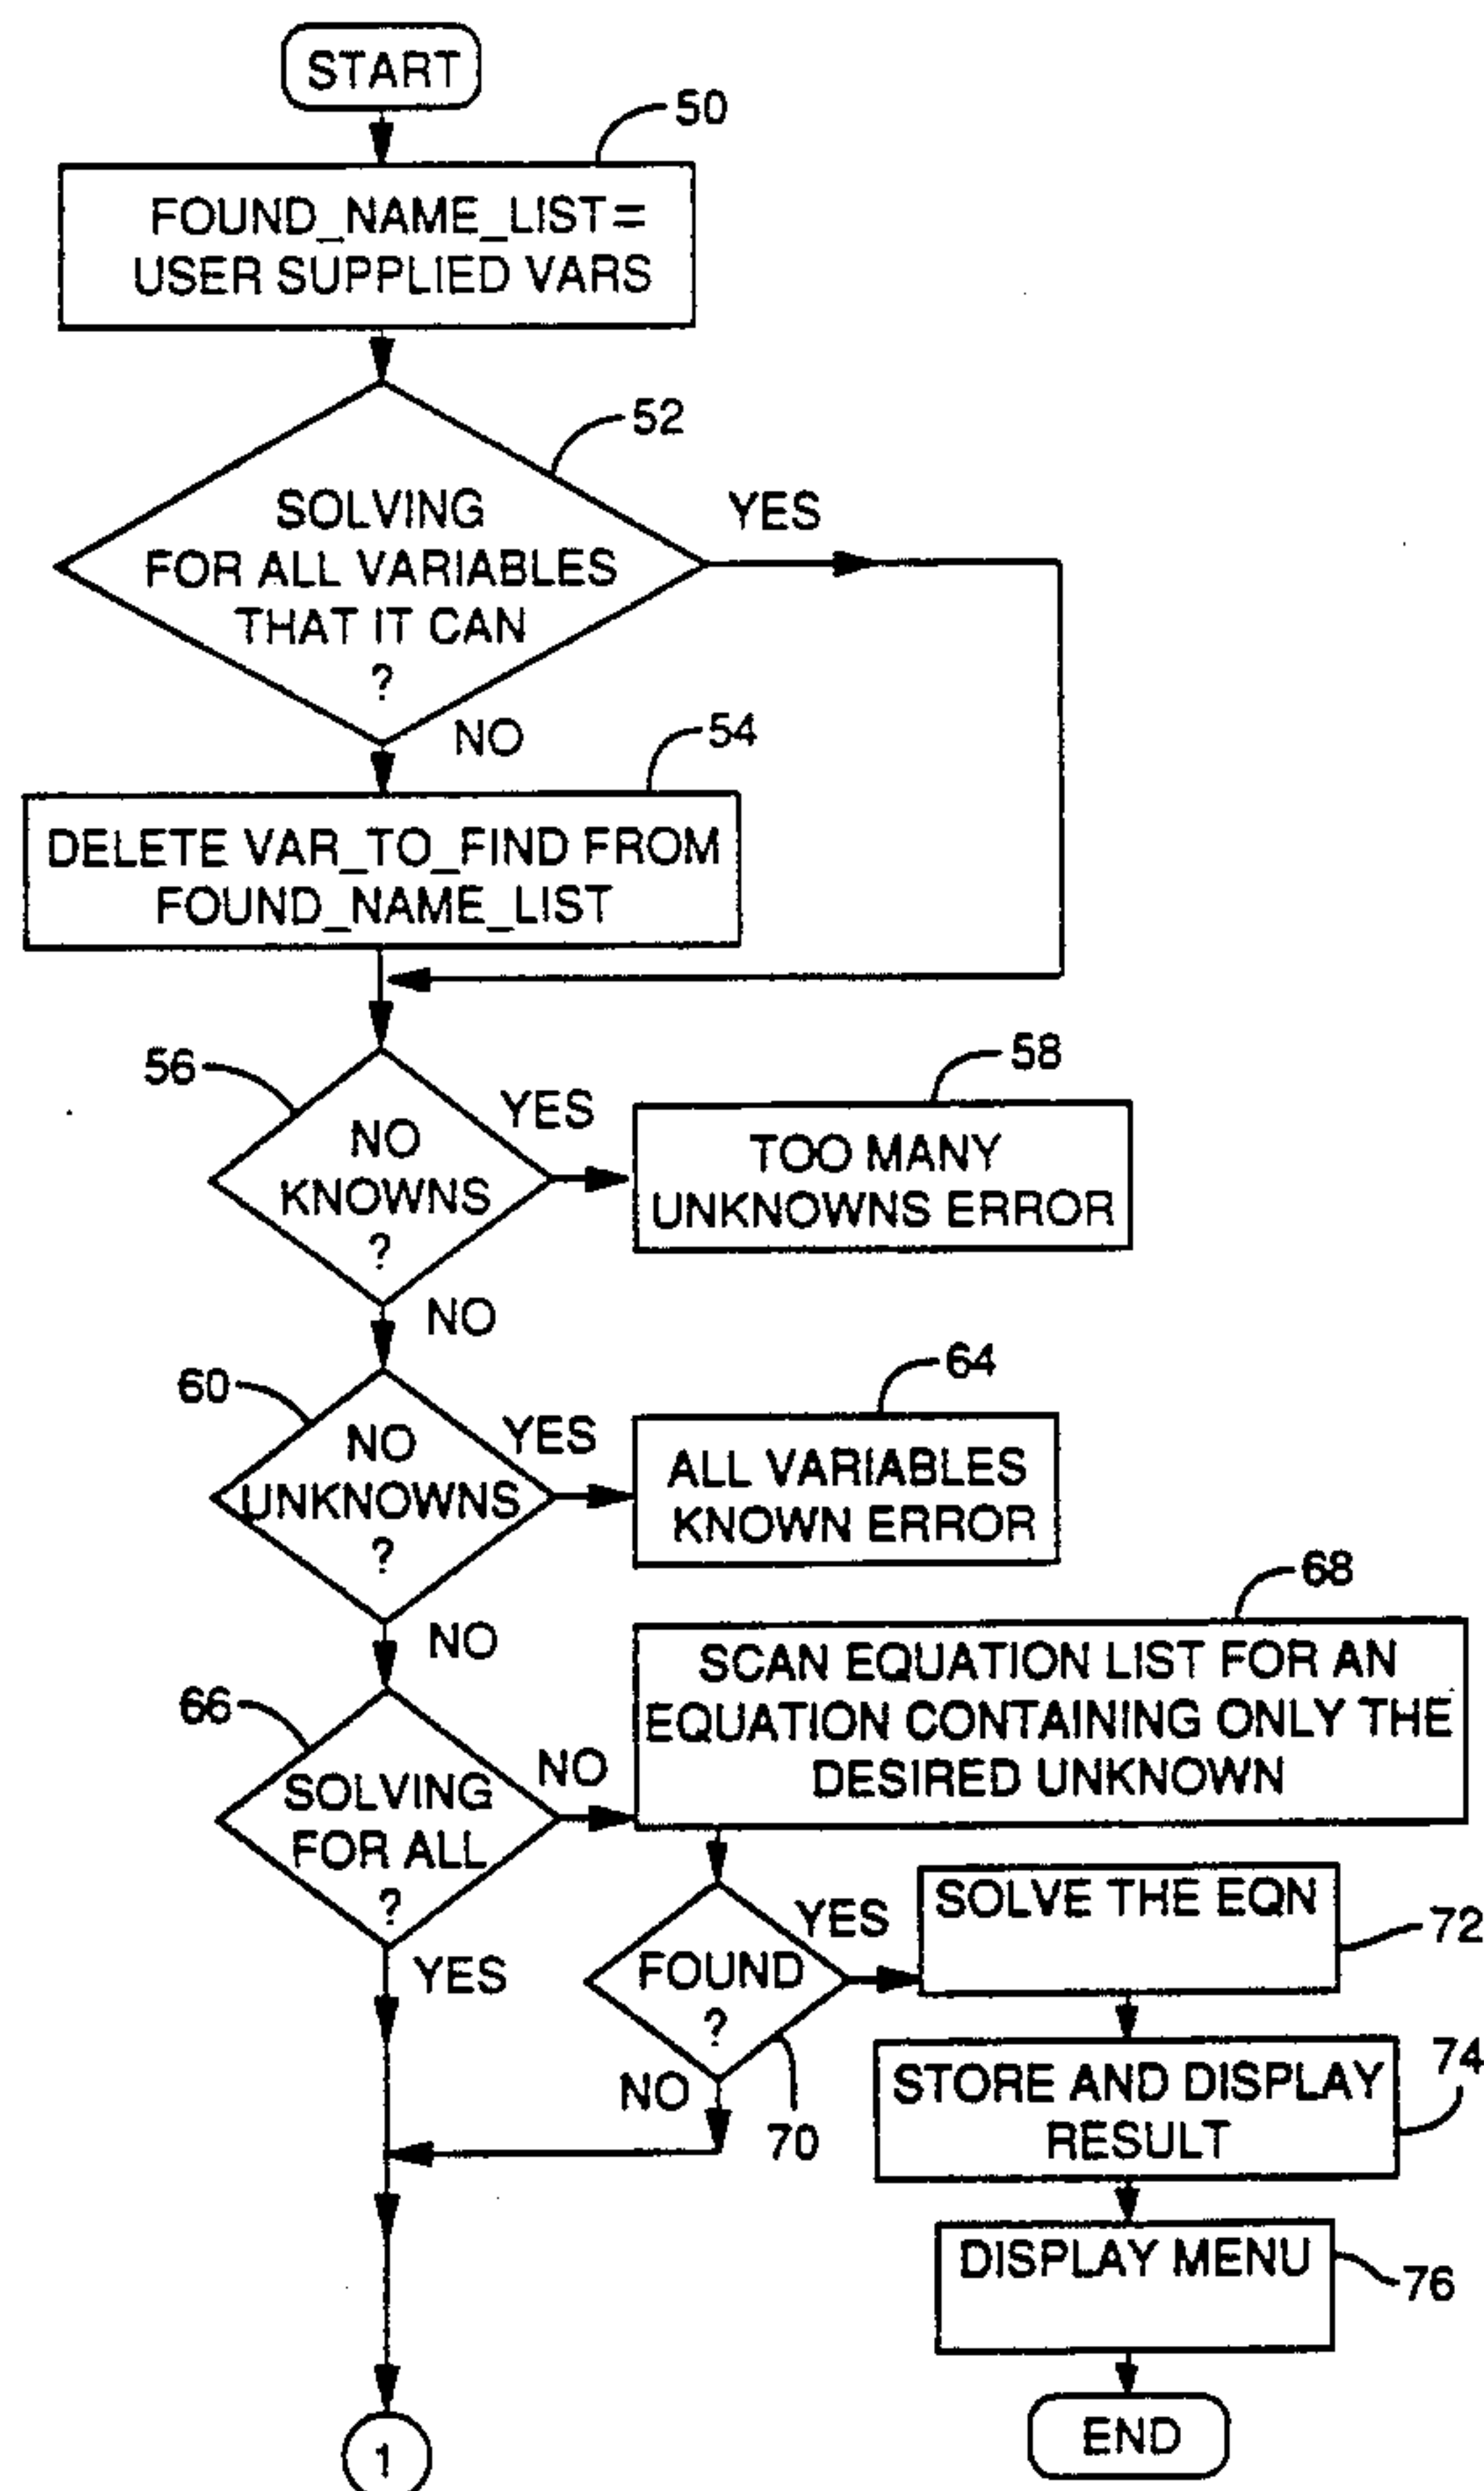 START
50
FOUND_NAME_LIST=
USER SUPPLIED VARS
52
SOLVING
FOR ALL VARIABLES
THAT IT CAN
?
YES
NO
54
DELETE VAR_TO_FIND FROM
FOUND_NAME_LIST
56
NO
KNOWNS
?
YES
58
TOO MANY
UNKNOWNS ERROR
NO
60
NO
UNKNOWNS
?
YES
64
ALL VARIABLES
KNOWN ERROR
NO
66
SOLVING
FOR ALL
?
NO
68
SCAN EQUATION LIST FOR AN
EQUATION CONTAINING ONLY THE
DESIRED UNKNOWN
YES
FOUND
?
YES
70
NO
SOLVE THE EQN
72
STORE AND DISPLAY
RESULT
74
DISPLAY MENU
76
END
1